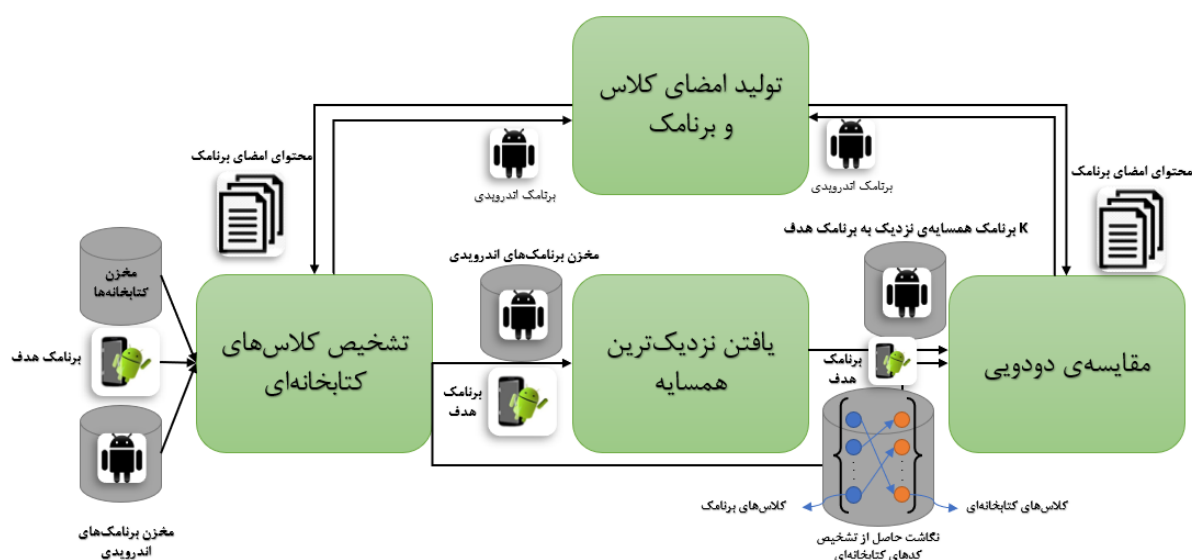 تولید امضای کلاس
و برنامک
محتوای امضای برنامک
برنامک اندرویدی
برنامک اندرویدی
محتوای امضای برنامک
مخزن
کتابخانه‌ها
برنامک هدف
مخزن برنامک‌های
اندرویدی
تشخیص کلاس‌های
کتابخانه‌ای
مخزن برنامک‌های اندرویدی
برنامک
هدف
یافتن نزدیک‌ترین
همسایه
K برنامک همسایه‌ی نزدیک به برنامک هدف
برنامک
هدف
مقایسه‌ی دودویی
کلاس‌های برنامک
کلاس‌های کتابخانه‌ای
نگاشت حاصل از تشخیص
کدهای کتابخانه‌ای